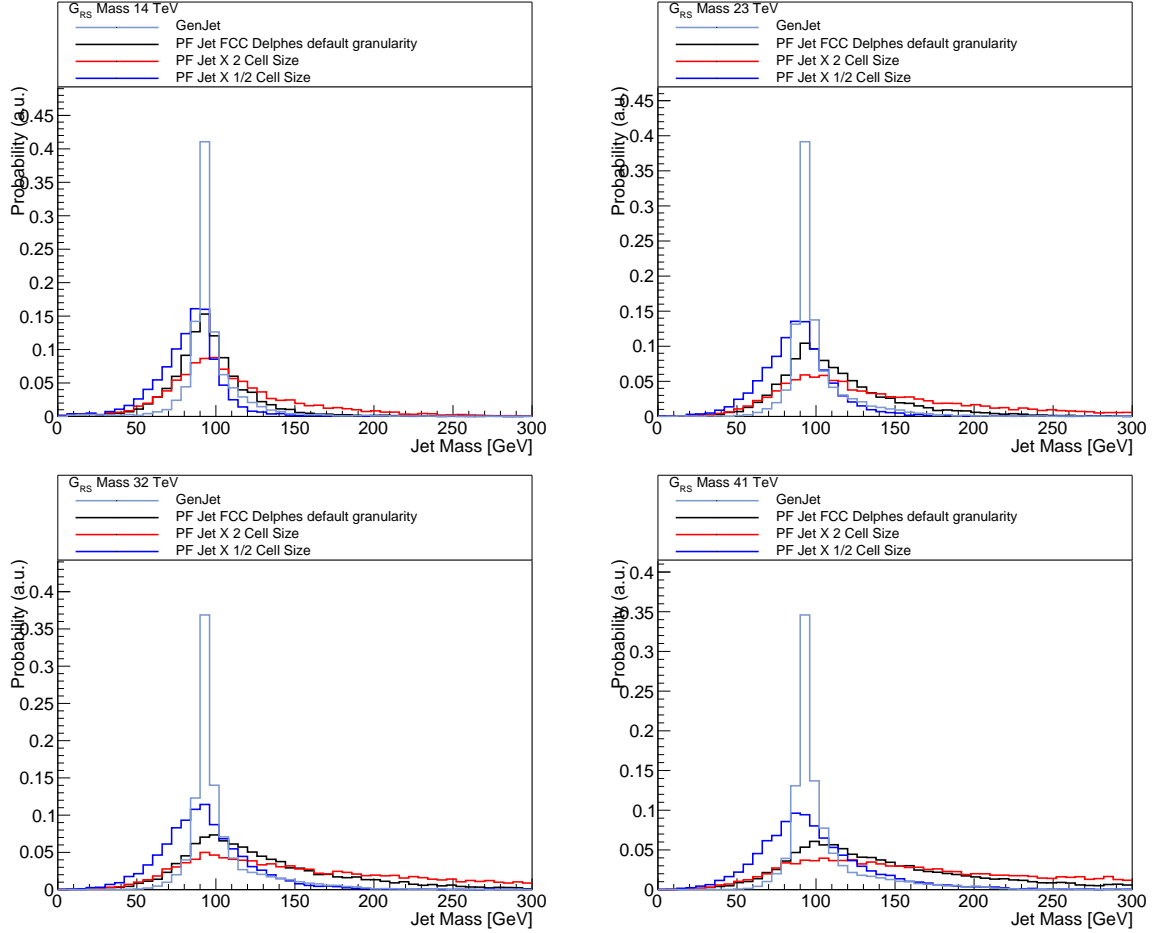 G_RS Mass 14 TeV
GenJet
PF Jet FCC Delphes default granularity
PF Jet X 2 Cell Size
PF Jet X 1/2 Cell Size
Probability (a.u.)
0.45
0.4
0.35
0.3
0.25
0.2
0.15
0.1
0.05
0
0 50 100 150 200 250 300
Jet Mass [GeV]
G_RS Mass 23 TeV
GenJet
PF Jet FCC Delphes default granularity
PF Jet X 2 Cell Size
PF Jet X 1/2 Cell Size
Probability (a.u.)
0.45
0.4
0.35
0.3
0.25
0.2
0.15
0.1
0.05
0
0 50 100 150 200 250 300
Jet Mass [GeV]
G_RS Mass 32 TeV
GenJet
PF Jet FCC Delphes default granularity
PF Jet X 2 Cell Size
PF Jet X 1/2 Cell Size
Probability (a.u.)
0.4
0.35
0.3
0.25
0.2
0.15
0.1
0.05
0
0 50 100 150 200 250 300
Jet Mass [GeV]
G_RS Mass 41 TeV
GenJet
PF Jet FCC Delphes default granularity
PF Jet X 2 Cell Size
PF Jet X 1/2 Cell Size
Probability (a.u.)
0.4
0.35
0.3
0.25
0.2
0.15
0.1
0.05
0
0 50 100 150 200 250 300
Jet Mass [GeV]